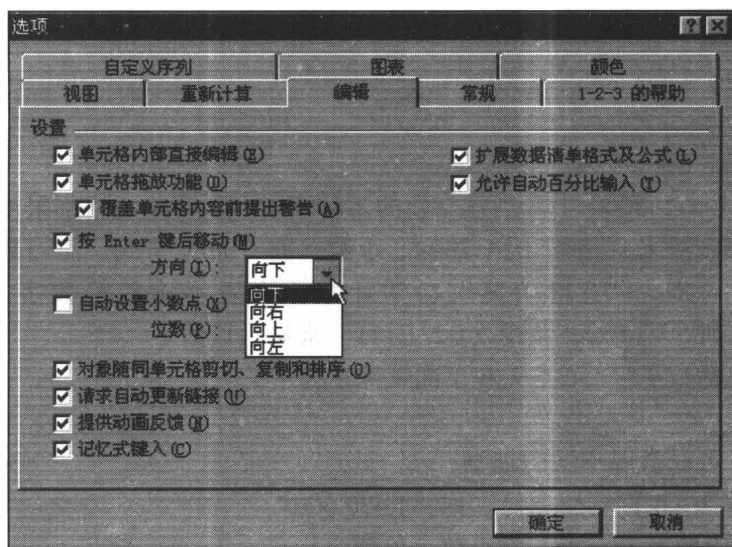 选项
自定义序列 图表 颜色
视图 重新计算 编辑 常规 1-2-3 的帮助
设置
单元格内部直接编辑(E) 扩展数据清单格式及公式(L)
单元格拖放功能(D) 允许自动百分比输入(T)
覆盖单元格内容前提出警告(A)
按 Enter 键后移动(M)
方向(I): 向下
向下
自动设置小数点(X) 向右
位数(P): 向上
向左
对象随同单元格剪切、复制和排序(O)
请求自动更新链接(U)
提供动画反馈(N)
记忆式键入(C)
确定 取消